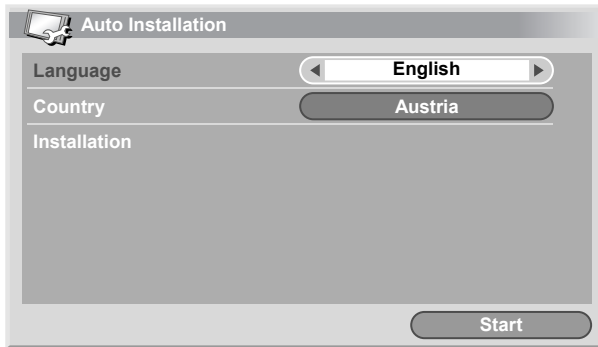 Auto Installation
Language English
Country Austria
Installation
Start